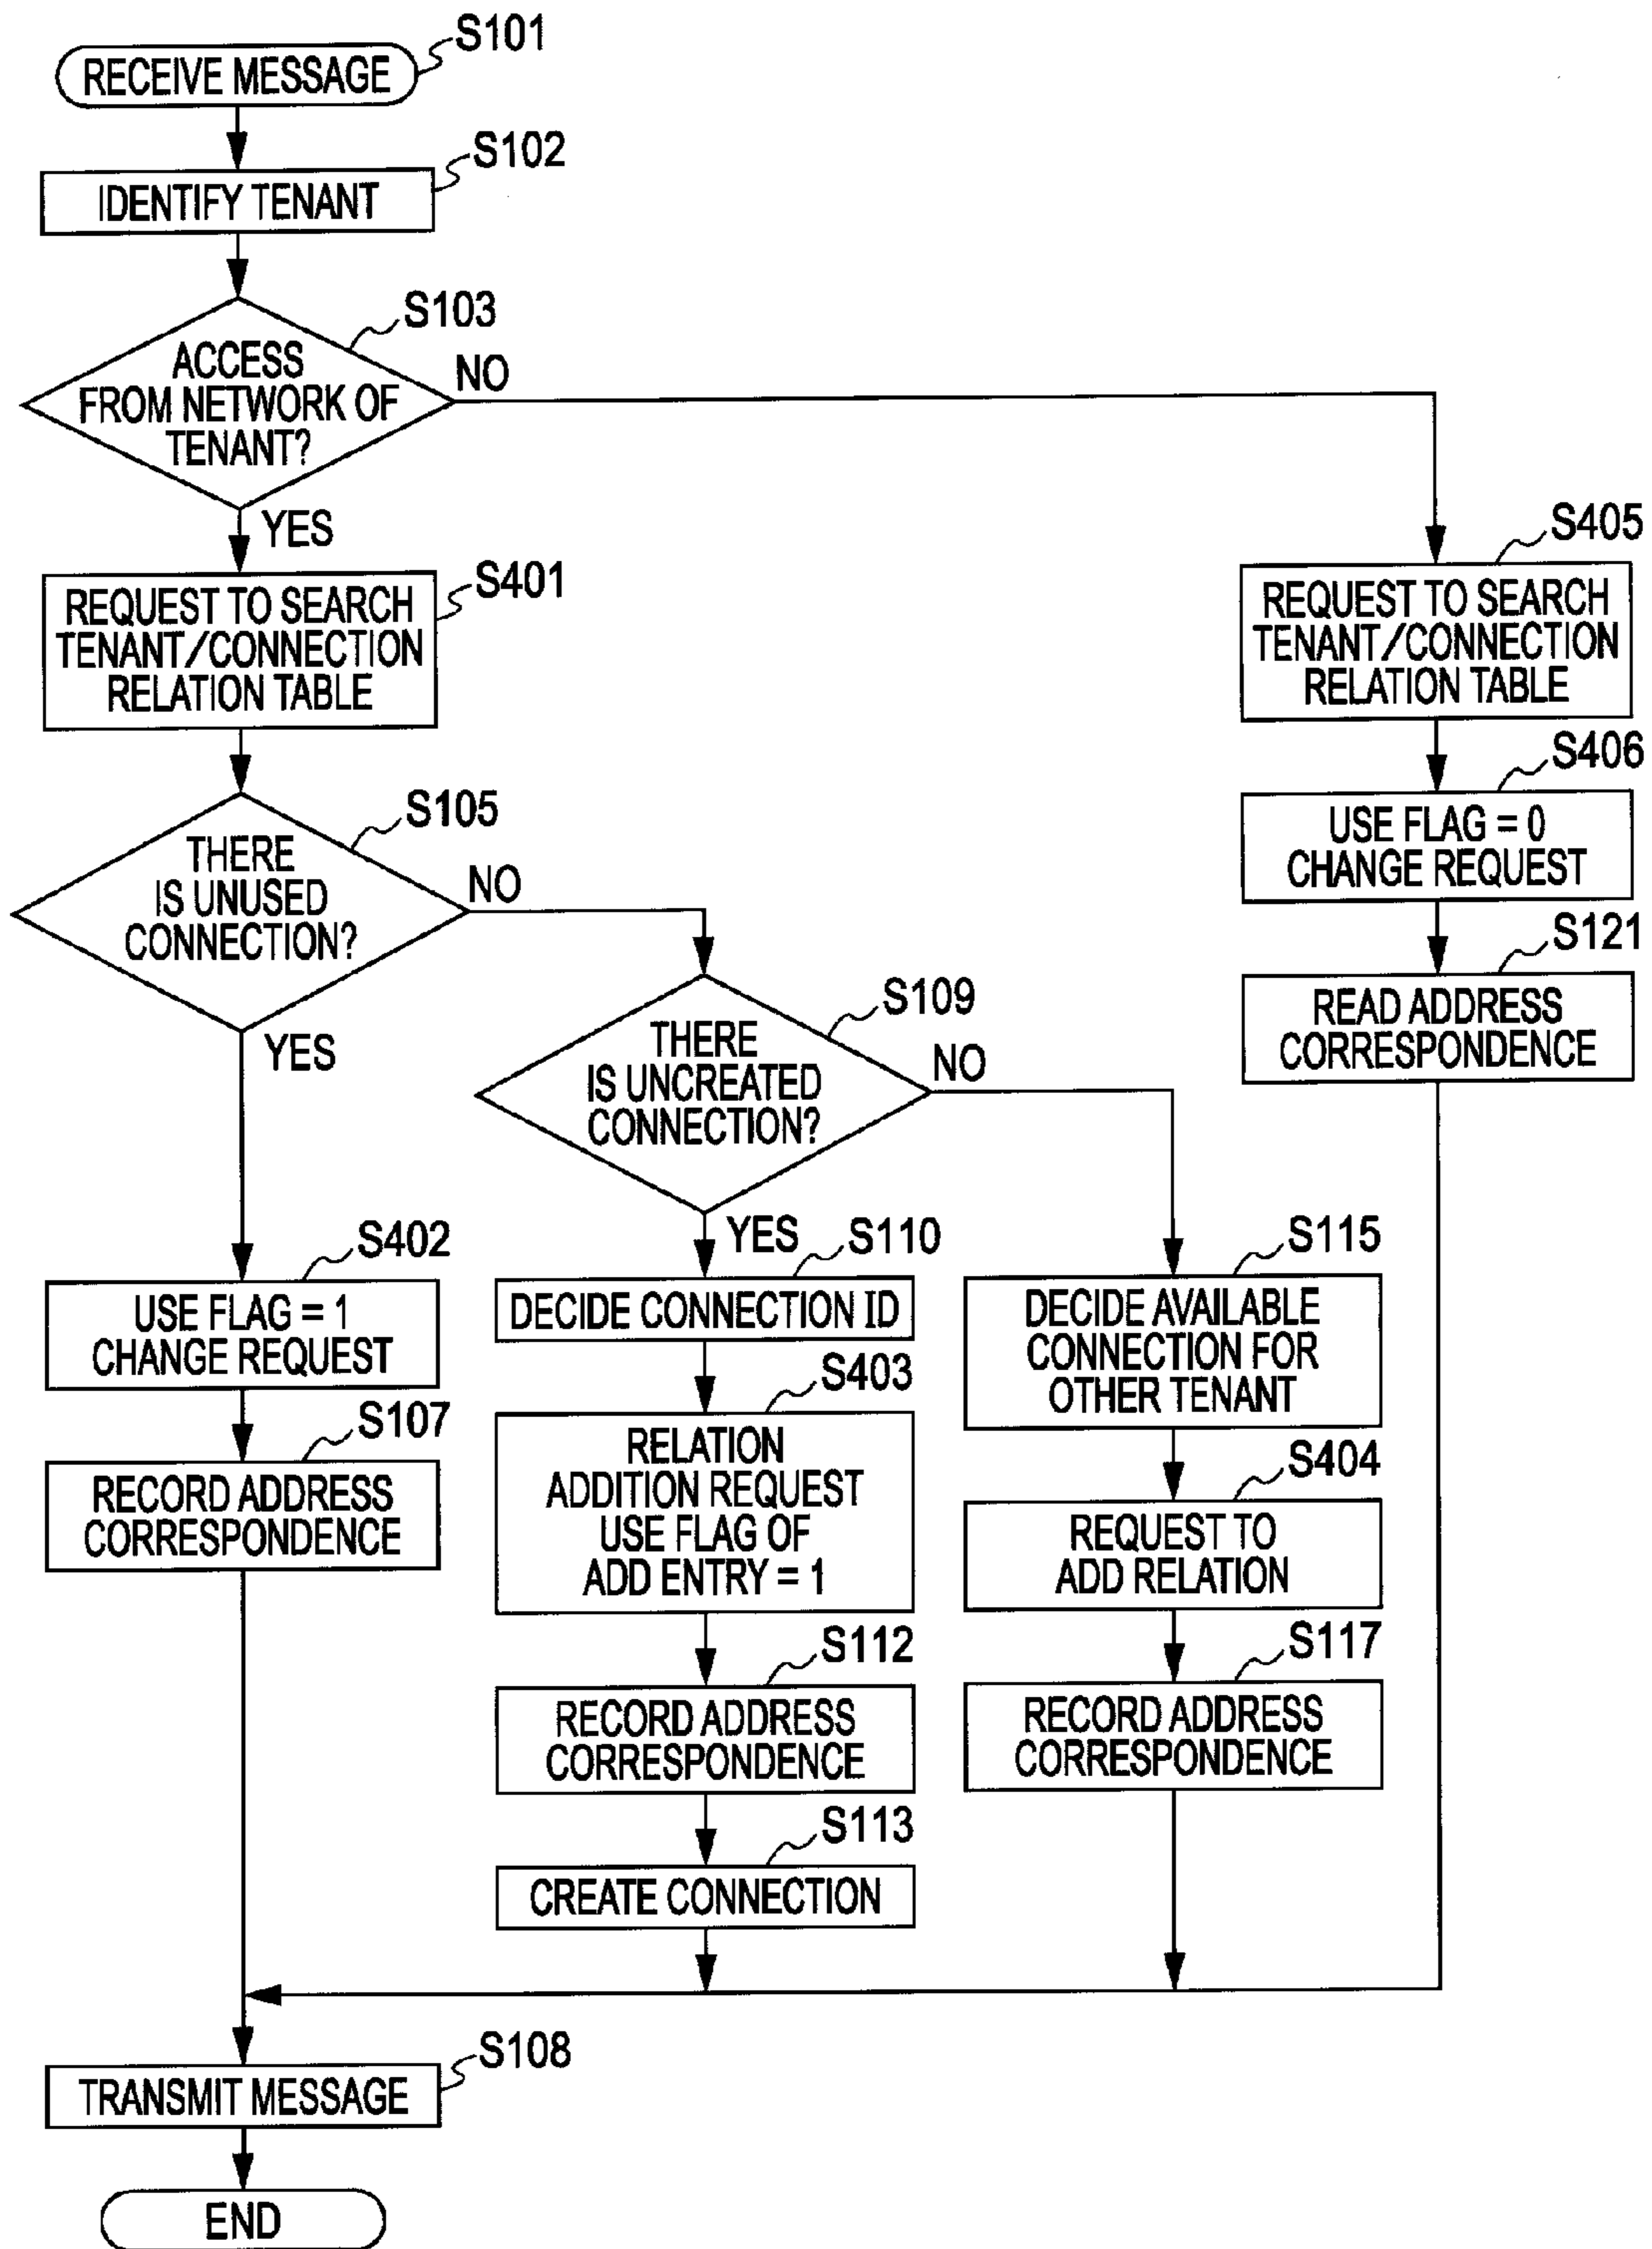 S101
RECEIVE MESSAGE
S102
IDENTIFY TENANT
S103
ACCESS
FROM NETWORK OF
TENANT?
NO
YES
S401
REQUEST TO SEARCH
TENANT/CONNECTION
RELATION TABLE
S405
REQUEST TO SEARCH
TENANT/CONNECTION
RELATION TABLE
S406
USE FLAG = 0
CHANGE REQUEST
S121
READ ADDRESS
CORRESPONDENCE
S105
THERE
IS UNUSED
CONNECTION?
NO
YES
S109
THERE
IS UNCREATED
CONNECTION?
NO
YES
S402
USE FLAG = 1
CHANGE REQUEST
S107
RECORD ADDRESS
CORRESPONDENCE
S110
DECIDE CONNECTION ID
S403
RELATION
ADDITION REQUEST
USE FLAG OF
ADD ENTRY = 1
S112
RECORD ADDRESS
CORRESPONDENCE
S113
CREATE CONNECTION
S115
DECIDE AVAILABLE
CONNECTION FOR
OTHER TENANT
S404
REQUEST TO
ADD RELATION
S117
RECORD ADDRESS
CORRESPONDENCE
S108
TRANSMIT MESSAGE
END